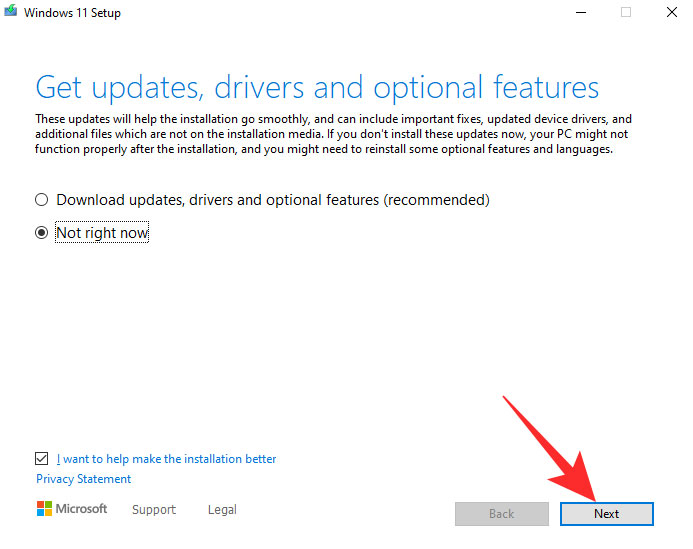 Windows 11 Setup
Get updates, drivers and optional features
These updates will help the installation go smoothly, and can include important fixes, updated device drivers, and
additional files which are not on the installation media. If you don't install these updates now, your PC might not
function properly after the installation, and you might need to reinstall some optional features and languages.
Download updates, drivers and optional features (recommended)
Not right now
I want to help make the installation better
Privacy Statement
Microsoft Support Legal Back Next